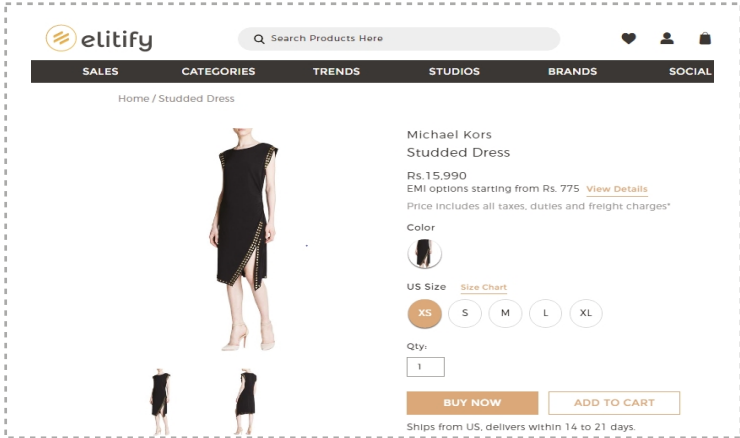 elitify
Search Products Here
SALES CATEGORIES TRENDS STUDIOS BRANDS SOCIAL
Home / Studded Dress
Michael Kors
Studded Dress
Rs.15,990
EMI options starting from Rs. 775 View Details
Price includes all taxes, duties and freight charges*
Color
US Size Size Chart
XS S M L XL
Qty:
1
BUY NOW ADD TO CART
Ships from US, delivers within 14 to 21 days.